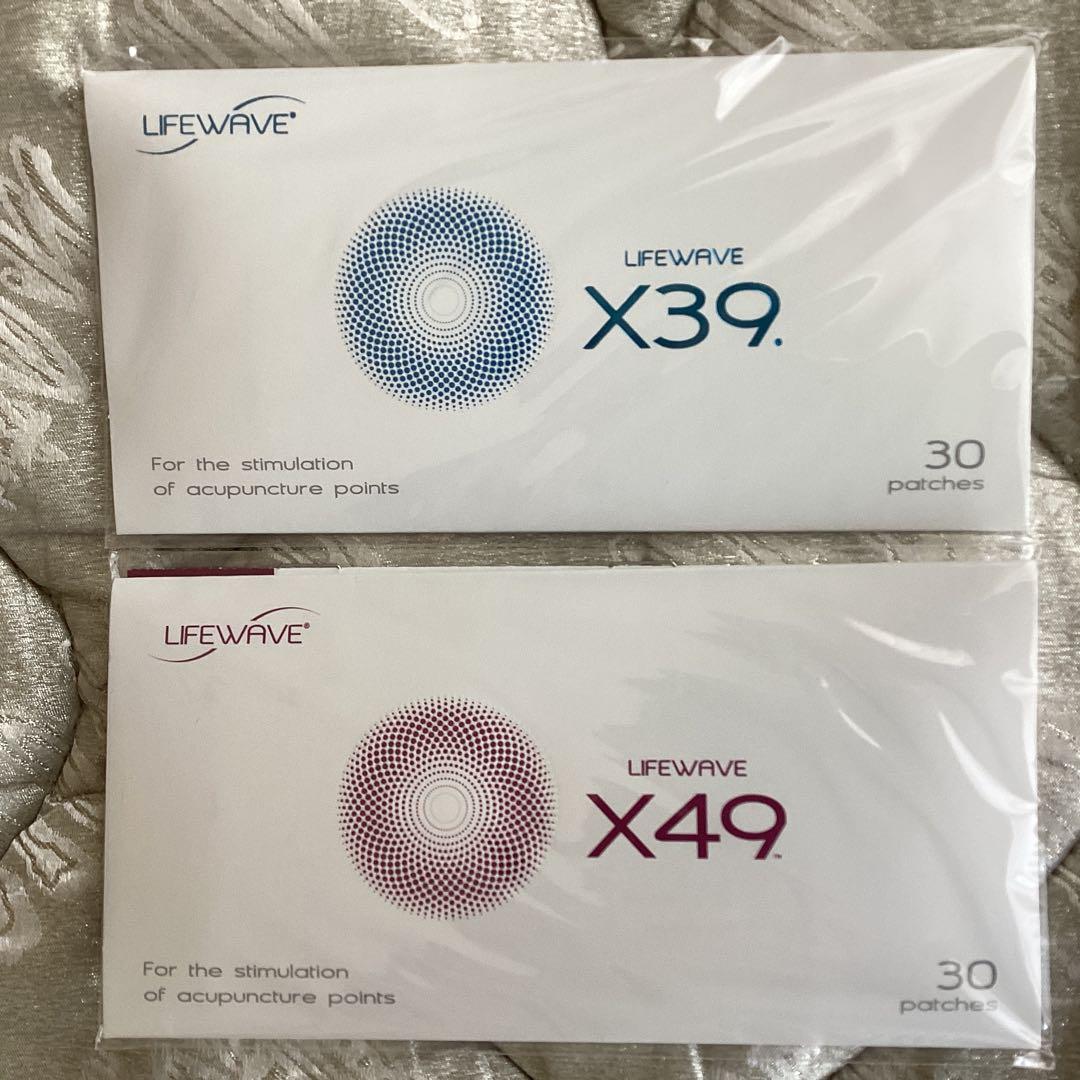 LIFEWAVE®
LIFEWAVE
X39®
For the stimulation
of acupuncture points
30
patches
LIFEWAVE®
LIFEWAVE
X49™
For the stimulation
of acupuncture points
30
patches